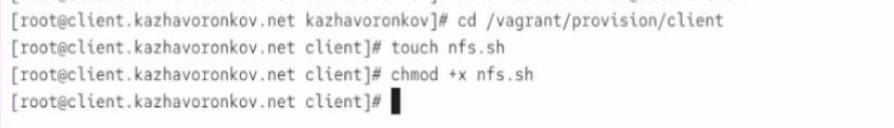 [root@client.kazhavoronkov.net kazhavoronkov]# cd /vagrant/provision/client
[root@client.kazhavoronkov.net client]# touch nfs.sh
[root@client.kazhavoronkov.net client]# chmod +x nfs.sh
[root@client.kazhavoronkov.net client]#